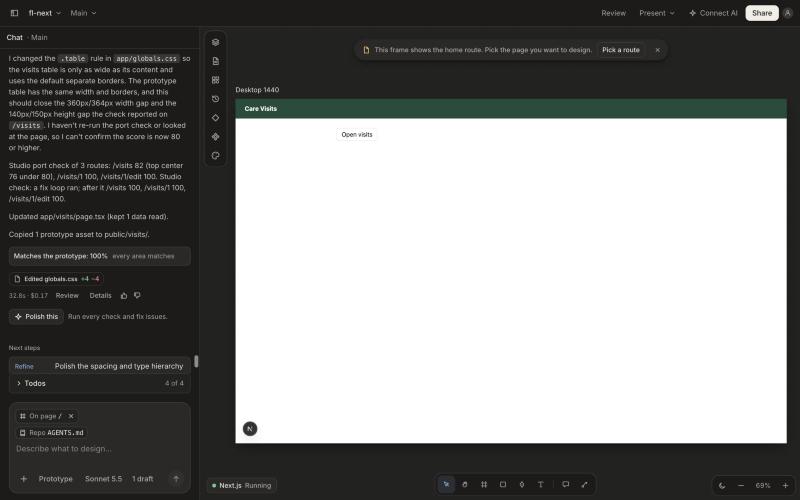 fl-next
Main
Review
Present
Connect AI
Share
Chat · Main
I changed the .table rule in app/globals.css so
the visits table is only as wide as its content and
uses the default separate borders. The prototype
table has the same width and borders, and this
should close the 360px/364px width gap and the
140px/150px height gap the check reported on
/visits. I haven't re-run the port check or looked
at the page, so I can't confirm the score is now 80
or higher.
Studio port check of 3 routes: /visits 82 (top center
76 under 80), /visits/1 100, /visits/1/edit 100. Studio
check: a fix loop ran; after it /visits 100, /visits/1 100,
/visits/1/edit 100.
Updated app/visits/page.tsx (kept 1 data read).
Copied 1 prototype asset to public/visits/.
Matches the prototype: 100% every area matches
Edited globals.css +4 −4
32.8s · $0.17 Review Details
Polish this Run every check and fix issues.
Next steps
Refine Polish the spacing and type hierarchy
Todos 4 of 4
On page /
Repo AGENTS.md
Describe what to design...
Prototype Sonnet 5.5 1 draft
This frame shows the home route. Pick the page you want to design. Pick a route
Desktop 1440
Care Visits
Open visits
N
Next.js Running
69%